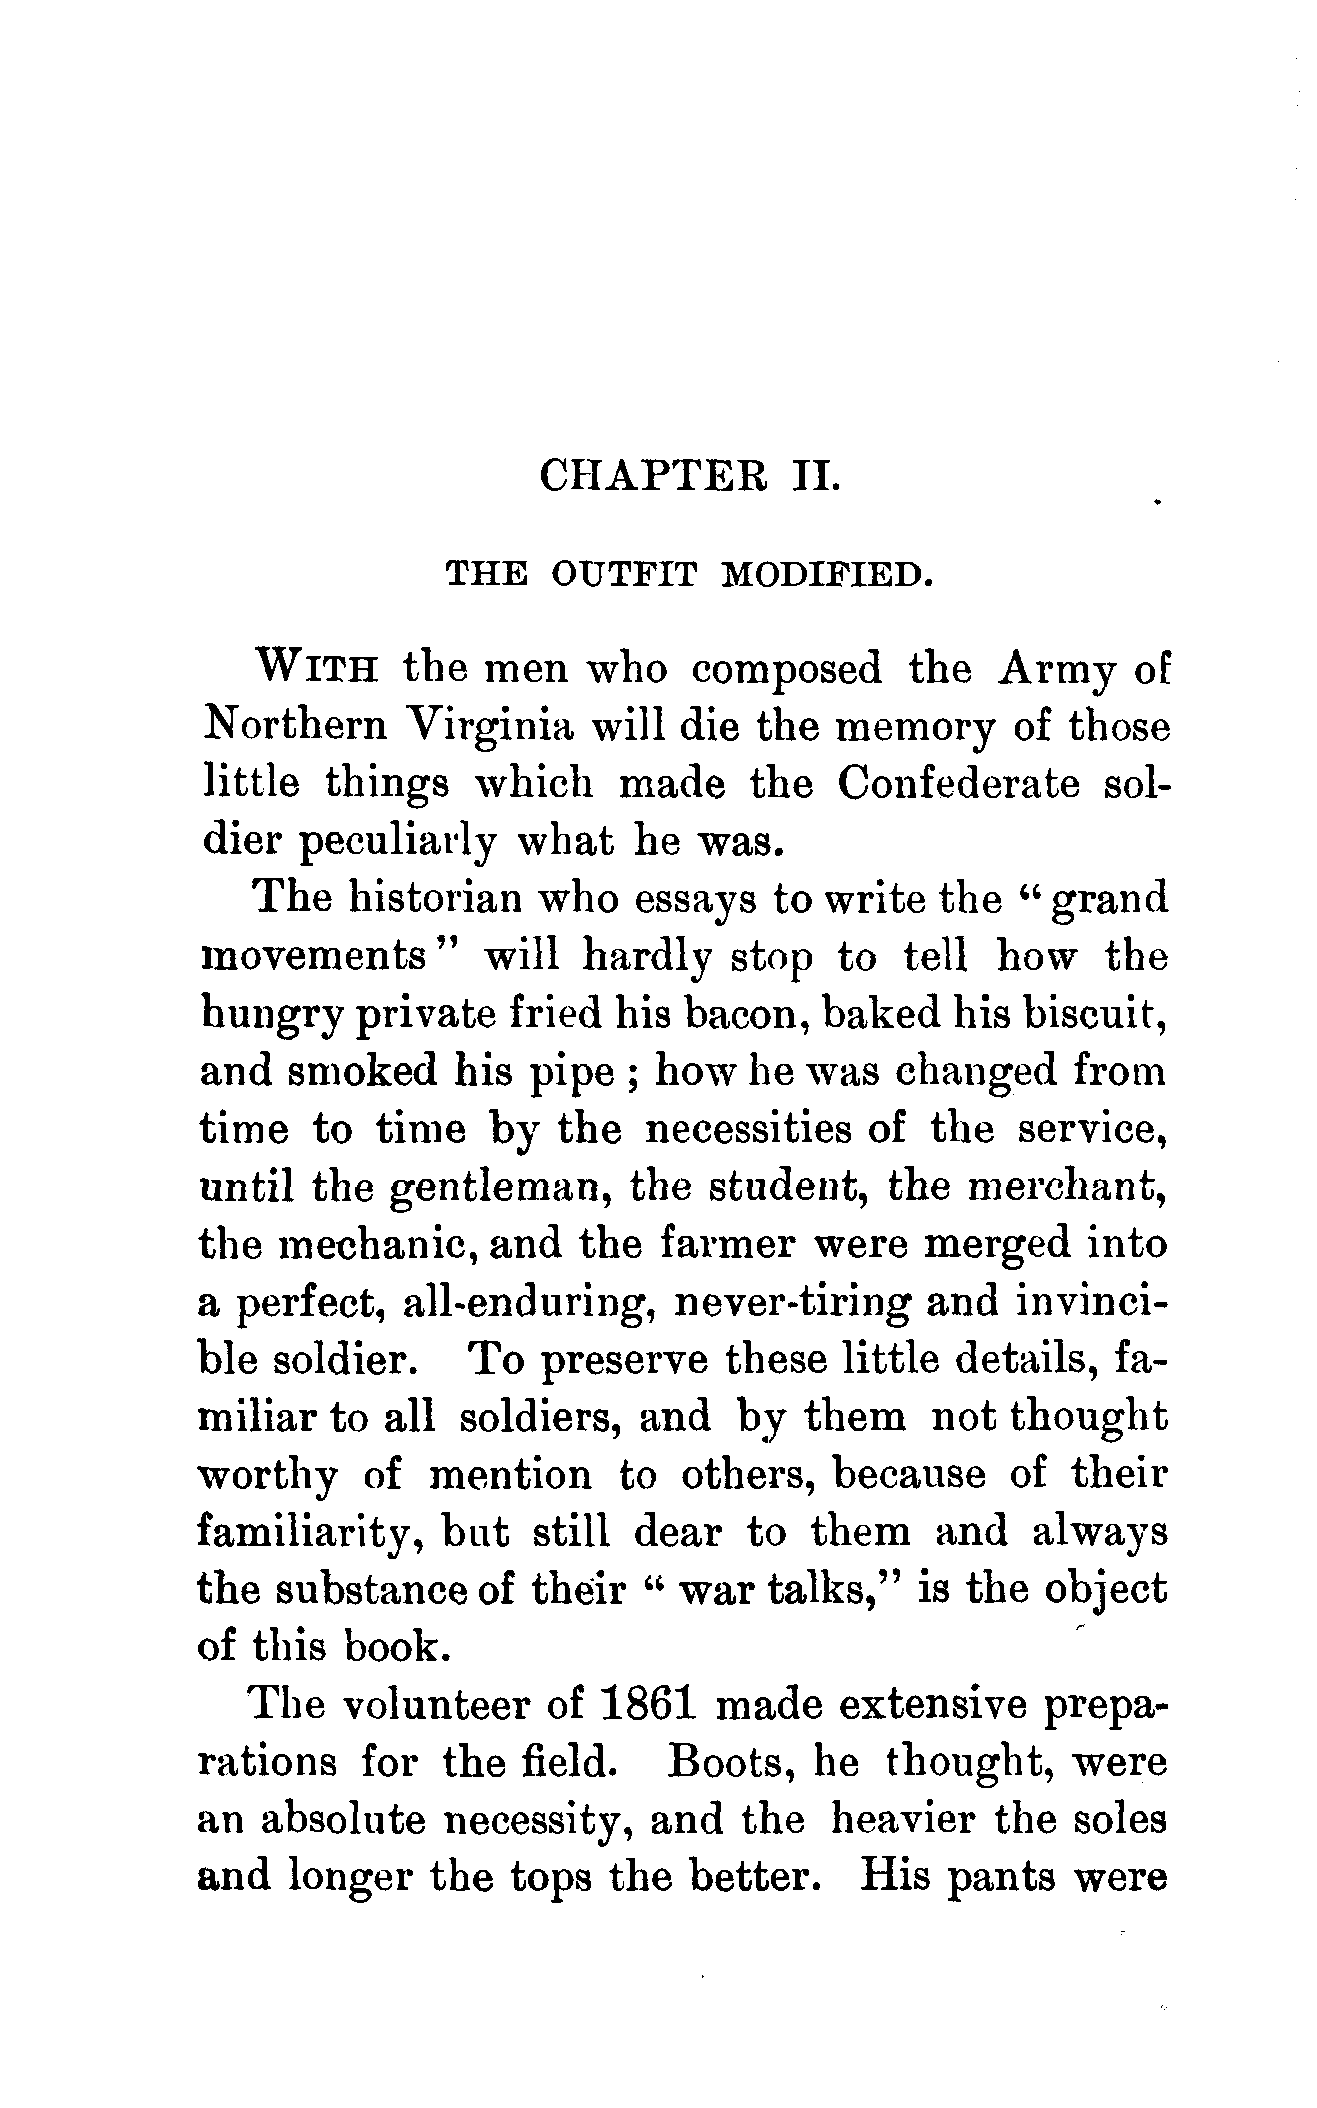 CHAPTER II.
THE OUTFIT MODIFIED.
WITH the men who composed the Army of
Northern Virginia will die the memory of those
little things which made the Confederate sol-
dier peculiarly what he was.
The historian who essays to write the “ grand
movements ” will hardly stop to tell how the
hungry private fried his bacon, baked his biscuit,
and smoked his pipe ; how he was changed from
time to time by the necessities of the service,
until the gentleman, the student, the merchant,
the mechanic, and the farmer were merged into
a perfect, all-enduring, never-tiring and invinci-
ble soldier. To preserve these little details, fa-
miliar to all soldiers, and by them not thought
worthy of mention to others, because of their
familiarity, but still dear to them and always
the substance of their “ war talks,” is the object
of this book.
The volunteer of 1861 made extensive prepa-
rations for the field. Boots, he thought, were
an absolute necessity, and the heavier the soles
and longer the tops the better. His pants were